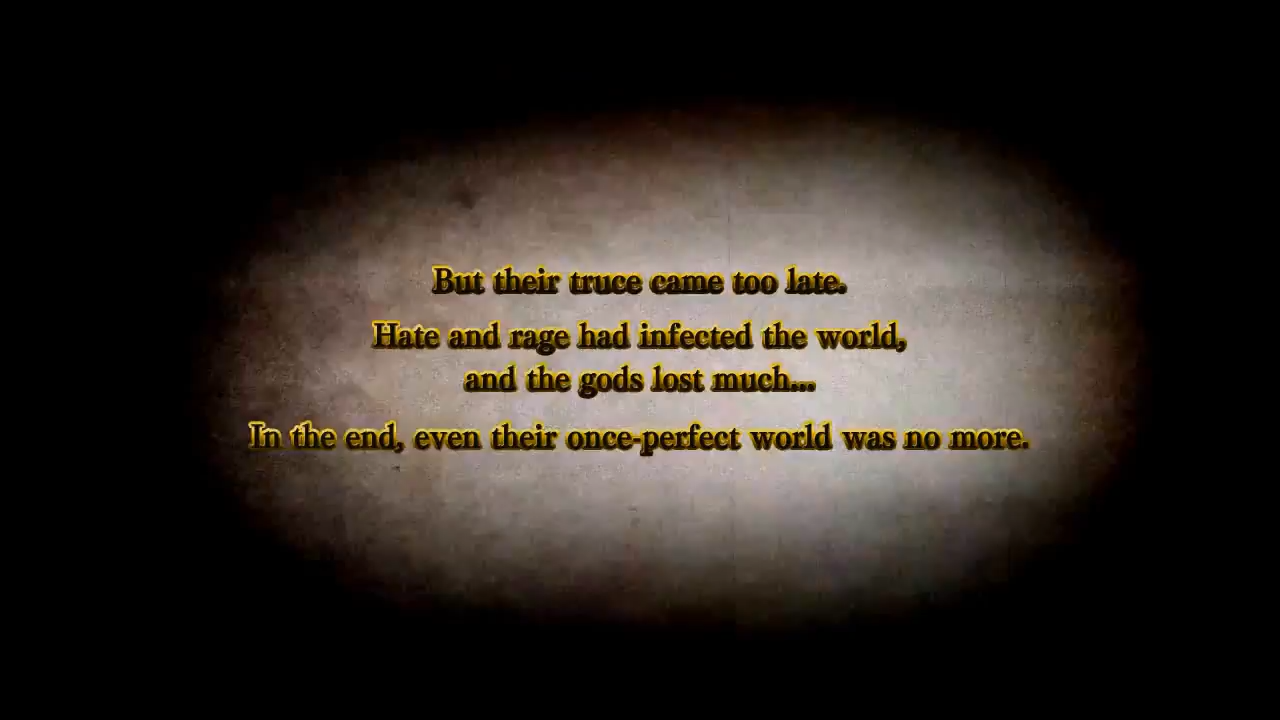 But their truce came too late.
Hate and rage had infected the world,
and the gods lost much...
In the end, even their once-perfect world was no more.